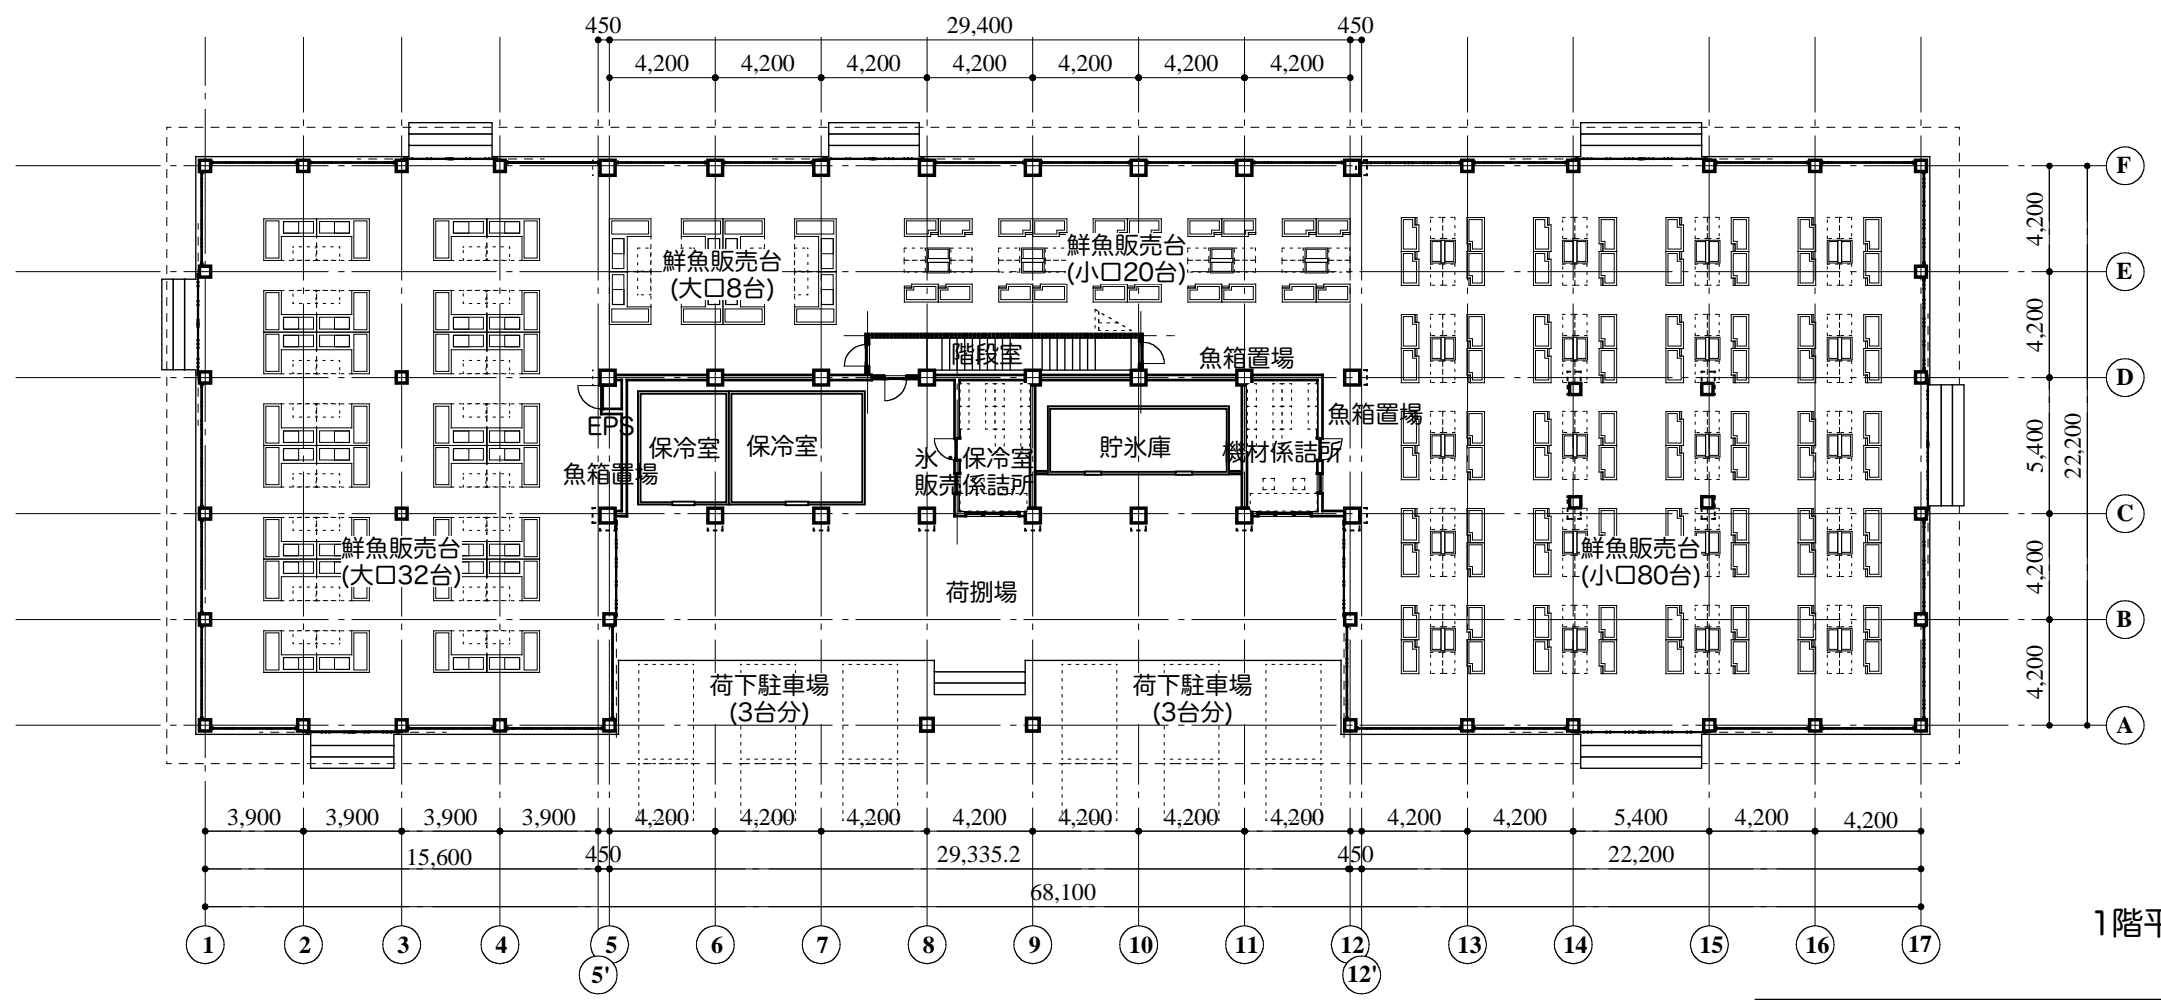 450 29,400 450
4,200 4,200 4,200 4,200 4,200 4,200 4,200
F
4,200
鮮魚販売台
(大口8台)
鮮魚販売台
(小口20台)
E
4,200
階段室
魚箱置場
D
EPS
魚箱置場
保冷室
保冷室
氷
販売係詰所
保冷室
貯氷庫
機材係詰所
魚箱置場
5,400
22,200
C
鮮魚販売台
(大口32台)
荷捌場
鮮魚販売台
(小口80台)
4,200
B
荷下駐車場
(3台分)
荷下駐車場
(3台分)
4,200
A
3,900 3,900 3,900 3,900 4,200 4,200 4,200 4,200 4,200 4,200 4,200 4,200 4,200 5,400 4,200 4,200
15,600 450 29,335.2 450 22,200
68,100
1階平
1 2 3 4 5 6 7 8 9 10 11 12 13 14 15 16 17
5' 12'